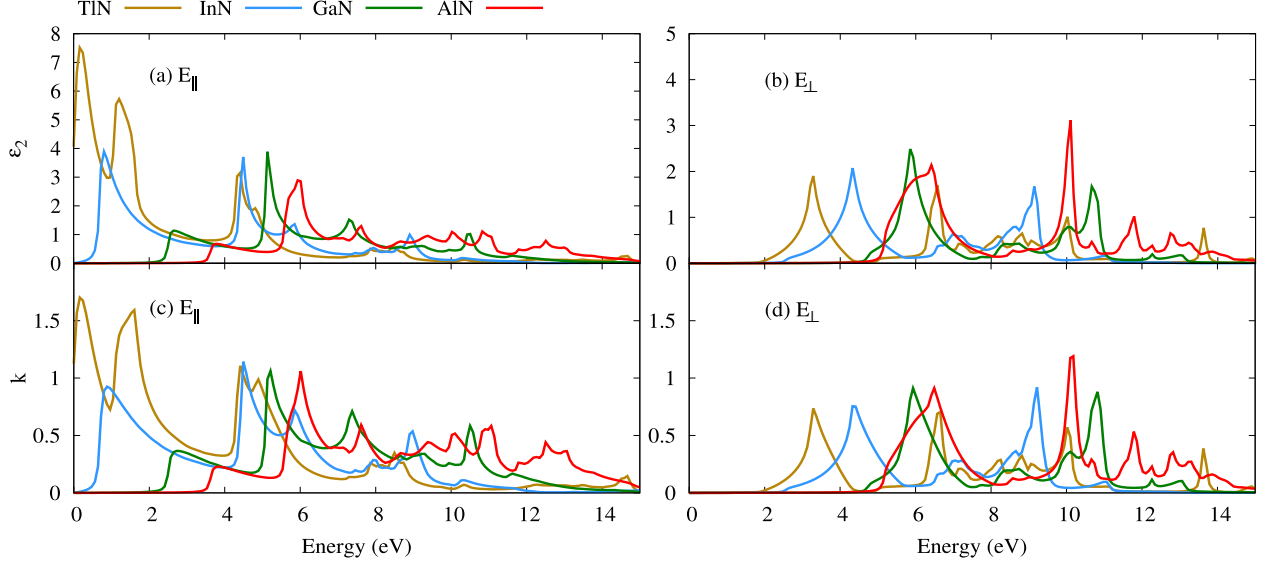 TlN InN GaN AlN
ε2
0 1 2 3 4 5 6 7 8
(a) E∥
0 1 2 3 4 5
(b) E⊥
k
0 0.5 1 1.5
(c) E∥
0 2 4 6 8 10 12 14
Energy (eV)
0 0.5 1 1.5
(d) E⊥
0 2 4 6 8 10 12 14
Energy (eV)